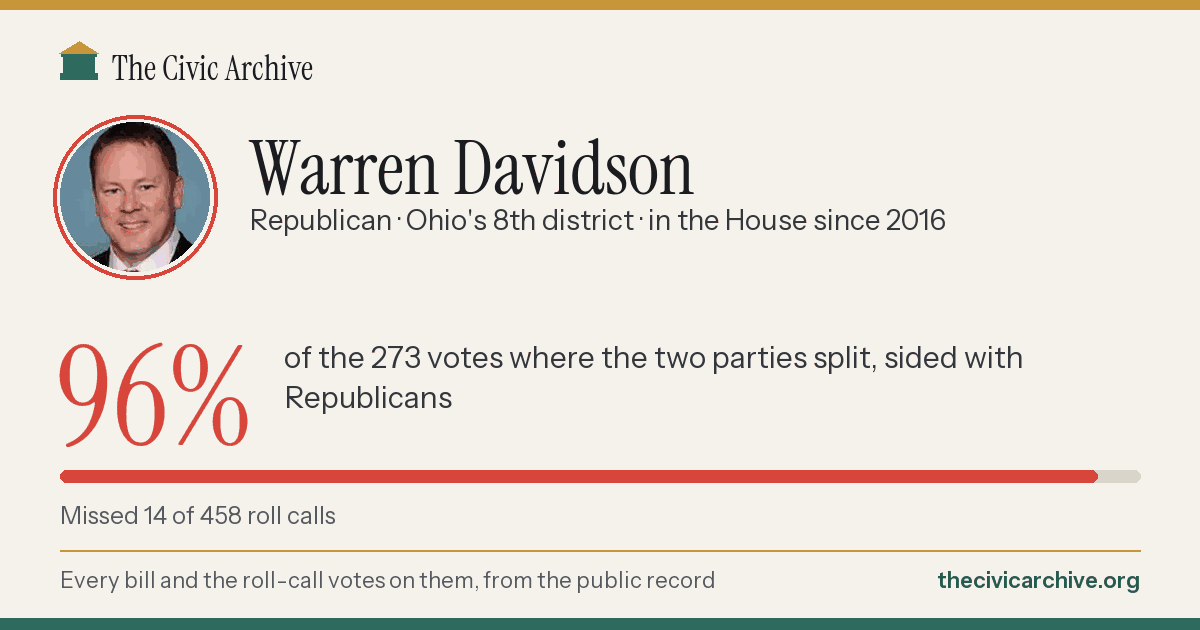 The Civic Archive
Warren Davidson
Republican · Ohio's 8th district · in the House since 2016
96%
of the 273 votes where the two parties split, sided with
Republicans
Missed 14 of 458 roll calls
Every bill and the roll-call votes on them, from the public record
thecivicarchive.org